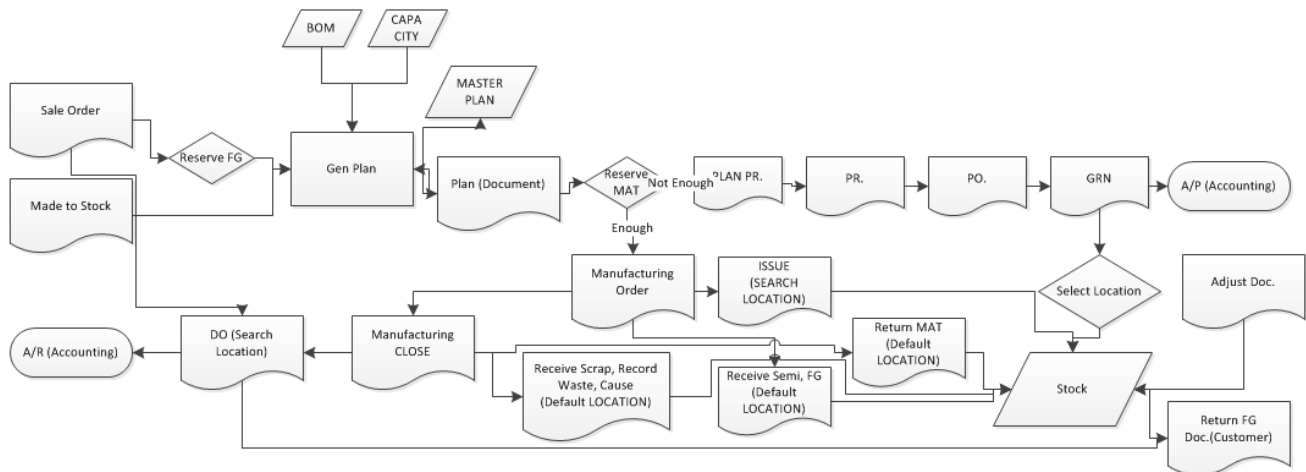 BOM
CAPA
CITY
MASTER
PLAN
Sale Order
Reserve FG
Gen Plan
Made to Stock
Plan (Document)
Reserve
MAT
Not Enough
PLAN PR.
PR.
PO.
GRN
A/P (Accounting)
Enough
Manufacturing
Order
ISSUE
(SEARCH
LOCATION)
Select Location
Adjust Doc.
A/R (Accounting)
DO (Search
Location)
Manufacturing
CLOSE
Return MAT
(Default
LOCATION)
Receive Scrap, Record
Waste, Cause
(Default LOCATION)
Receive Semi, FG
(Default
LOCATION)
Stock
Return FG
Doc.(Customer)